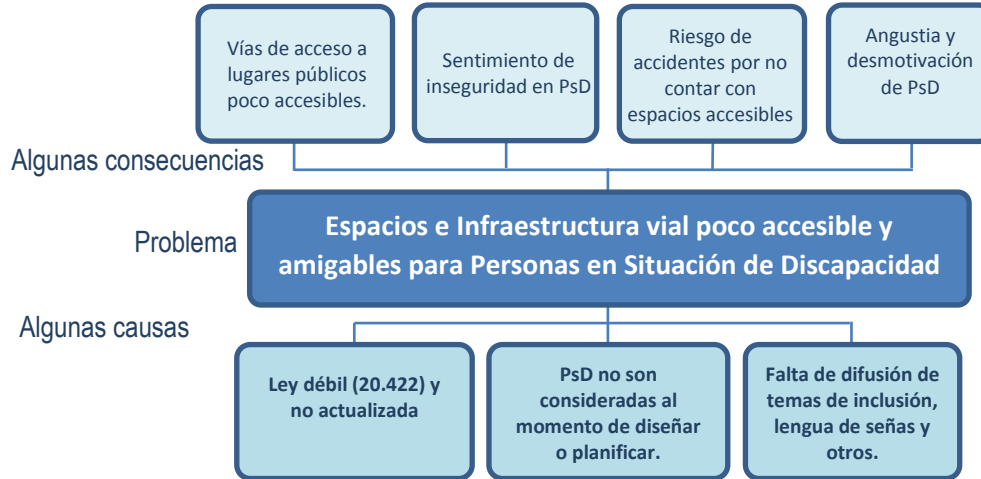 Vías de acceso a
lugares públicos
poco accesibles.
Sentimiento de
inseguridad en PsD
Riesgo de
accidentes por no
contar con
espacios accesibles
Angustia y
desmotivación
de PsD
Algunas consecuencias
Problema
Espacios e Infraestructura vial poco accesible y
amigables para Personas en Situación de Discapacidad
Algunas causas
Ley débil (20.422) y
no actualizada
PsD no son
consideradas al
momento de diseñar
o planificar.
Falta de difusión de
temas de inclusión,
lengua de señas y
otros.